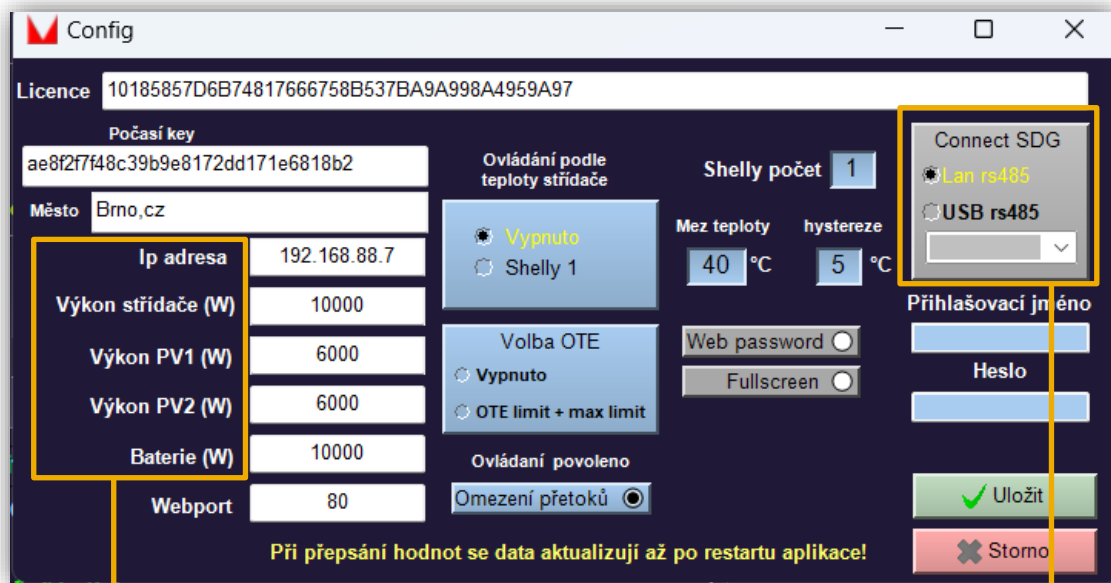 Config
Licence 10185857D6B74817666758B537BA9A998A4959A97
Počasí key
ae8f2f7f48c39b9e8172dd171e6818b2
Město Brno,cz
Ip adresa 192.168.88.7
Výkon střídače (W) 10000
Výkon PV1 (W) 6000
Výkon PV2 (W) 6000
Baterie (W) 10000
Webport 80
Ovládání podle
teploty střídače
Vypnuto
Shelly 1
Volba OTE
Vypnuto
OTE limit + max limit
Ovládaní povoleno
Omezení přetoků
Shelly počet 1
Mez teploty hystereze
40 °C 5 °C
Web password
Fullscreen
Connect SDG
Lan rs485
USB rs485
Přihlašovací jméno
Heslo
Uložit
Storno
Při přepsání hodnot se data aktualizují až po restartu aplikace!